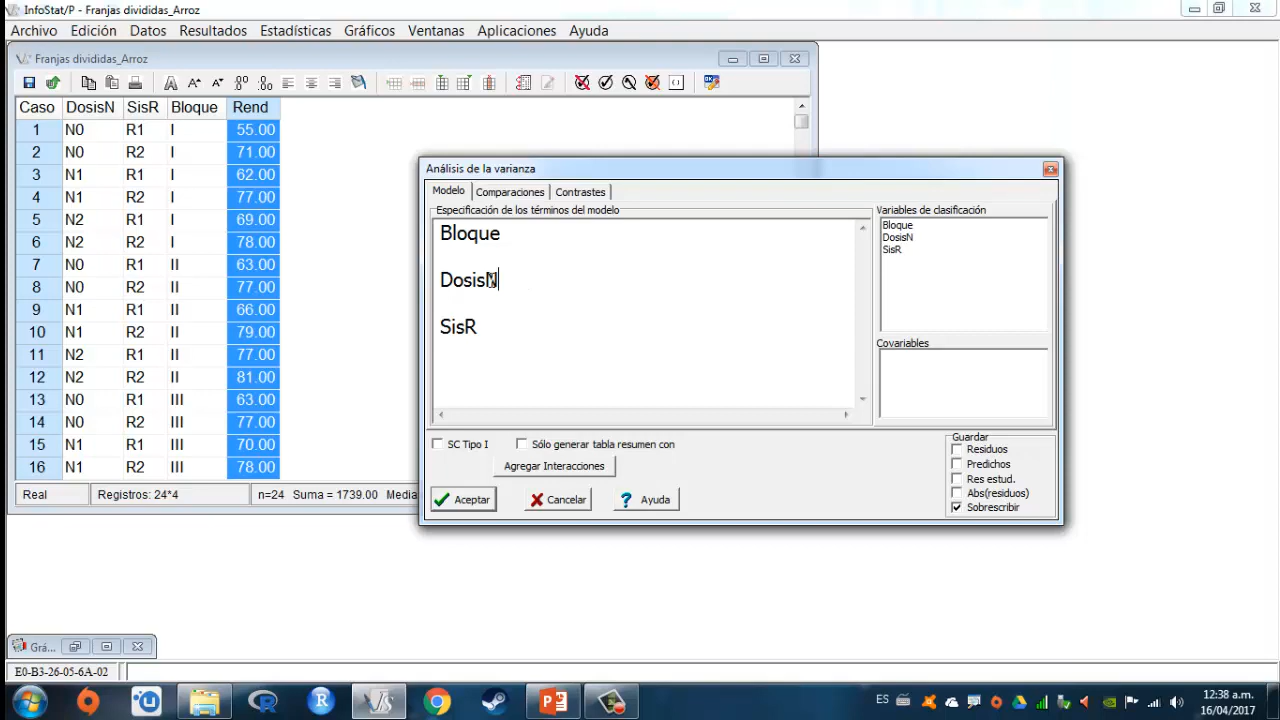 InfoStat/P - Franjas divididas_Arroz
Archivo Edición Datos Resultados Estadísticas Gráficos Ventanas Aplicaciones Ayuda
Franjas divididas_Arroz
Caso DosisN SisR Bloque Rend
1 N0 R1 I 55.00
2 N0 R2 I 71.00
3 N1 R1 I 62.00
4 N1 R2 I 77.00
5 N2 R1 I 69.00
6 N2 R2 I 78.00
7 N0 R1 II 63.00
8 N0 R2 II 77.00
9 N1 R1 II 66.00
10 N1 R2 II 79.00
11 N2 R1 II 77.00
12 N2 R2 II 81.00
13 N0 R1 III 63.00
14 N0 R2 III 77.00
15 N1 R1 III 70.00
16 N1 R2 III 78.00
Real Registros: 24*4 n=24 Suma = 1739.00 Media
Análisis de la varianza
Modelo Comparaciones Contrastes
Especificación de los términos del modelo
Bloque
DosisN
SisR
Variables de clasificación
Bloque
DosisN
SisR
Covariables
SC Tipo I Sólo generar tabla resumen con
Agregar Interacciones
Aceptar Cancelar ? Ayuda
Guardar
Residuos
Predichos
Res estud.
Abs(residuos)
Sobrescribir
Grá...
E0-B3-26-05-6A-02
ES
12:38 a.m.
16/04/2017